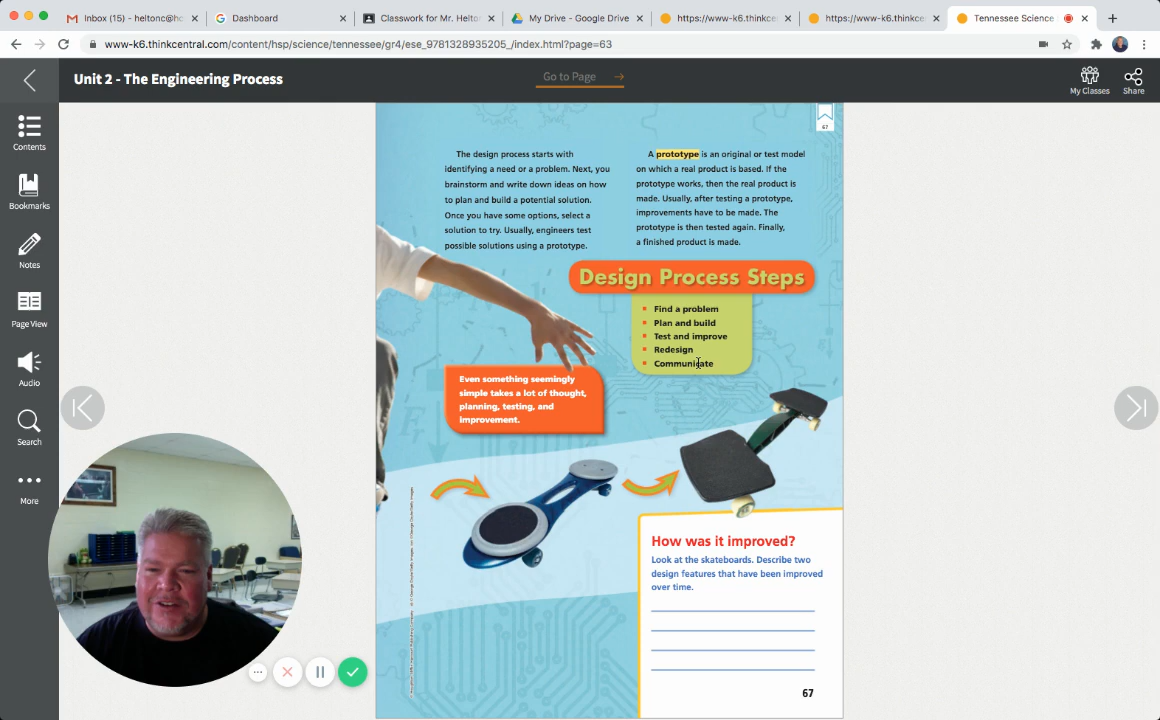 Inbox (15) - heltonc@hc
Dashboard
Classwork for Mr. Helto
My Drive - Google Drive
https://www-k6.thinkce
https://www-k6.thinkce
Tennessee Science
www-k6.thinkcentral.com/content/hsp/science/tennessee/gr4/ese_9781328935205_/index.html?page=63
Unit 2 - The Engineering Process
Go to Page
My Classes
Share
Contents
Bookmarks
Notes
Page View
Audio
Search
More
67
The design process starts with
identifying a need or a problem. Next, you
brainstorm and write down ideas on how
to plan and build a potential solution.
Once you have some options, select a
solution to try. Usually, engineers test
possible solutions using a prototype.
A prototype is an original or test model
on which a real product is based. If the
prototype works, then the real product is
made. Usually, after testing a prototype,
improvements have to be made. The
prototype is then tested again. Finally,
a finished product is made.
Design Process Steps
Find a problem
Plan and build
Test and improve
Redesign
Communicate
Even something seemingly
simple takes a lot of thought,
planning, testing, and
improvement.
How was it improved?
Look at the skateboards. Describe two
design features that have been improved
over time.
67